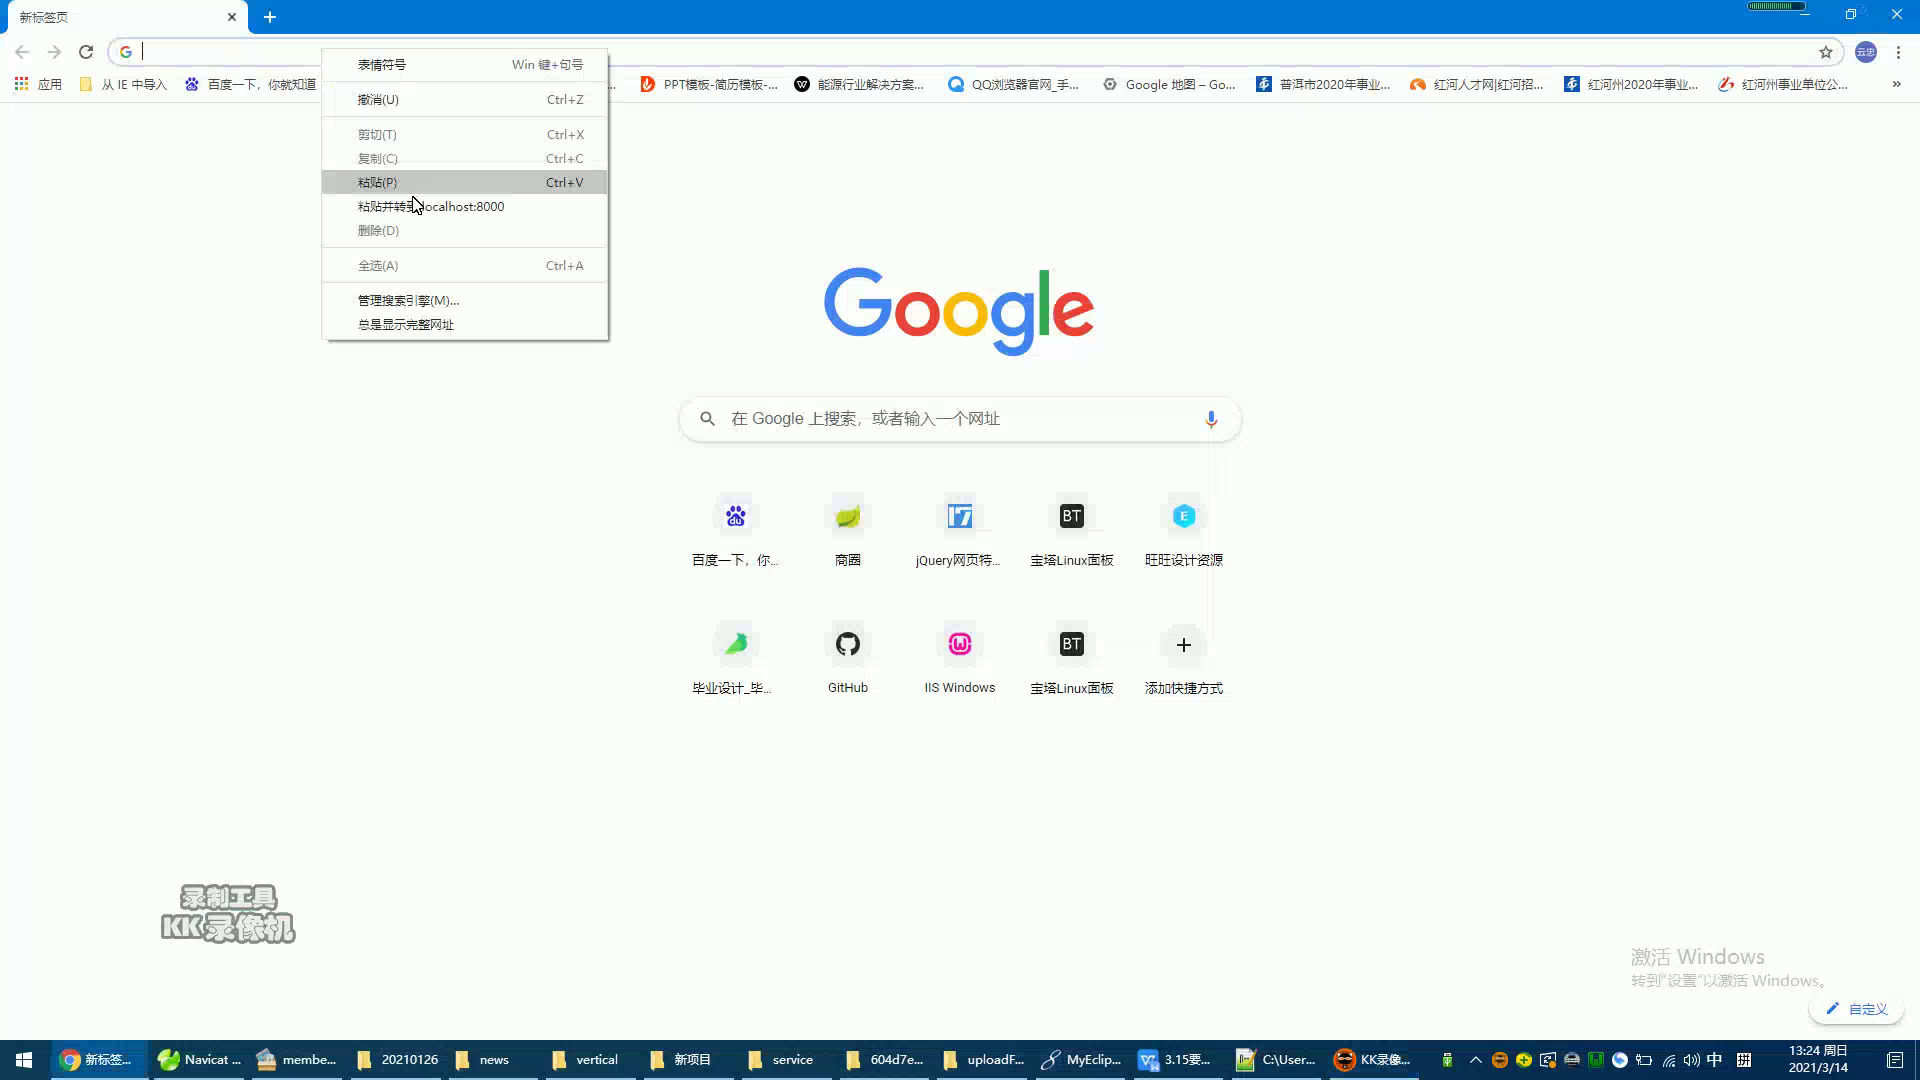 新标签页
表情符号 Win 键+句号
撤消(U) Ctrl+Z
剪切(T) Ctrl+X
复制(C) Ctrl+C
粘贴(P) Ctrl+V
粘贴并转到 localhost:8000
删除(D)
全选(A) Ctrl+A
管理搜索引擎(M)...
总是显示完整网址
云忠
应用
从 IE 中导入
百度一下，你就知道
PPT模板-简历模板-...
能源行业解决方案...
QQ浏览器官网_手...
Google 地图 – Go...
普洱市2020年事业...
红河人才网|红河招...
红河州2020年事业...
红河州事业单位公...
Google
在 Google 上搜索，或者输入一个网址
百度一下，你...
商圈
jQuery网页特...
宝塔Linux面板
旺旺设计资源
毕业设计_毕...
GitHub
IIS Windows
宝塔Linux面板
添加快捷方式
录制工具
KK录像机
激活 Windows
转到"设置"以激活 Windows。
自定义
新标签...
Navicat ...
membe...
20210126
news
vertical
新项目
service
604d7e...
uploadF...
MyEclip...
3.15要...
C:\User...
KK录像...
中
拼
13:24 周日
2021/3/14